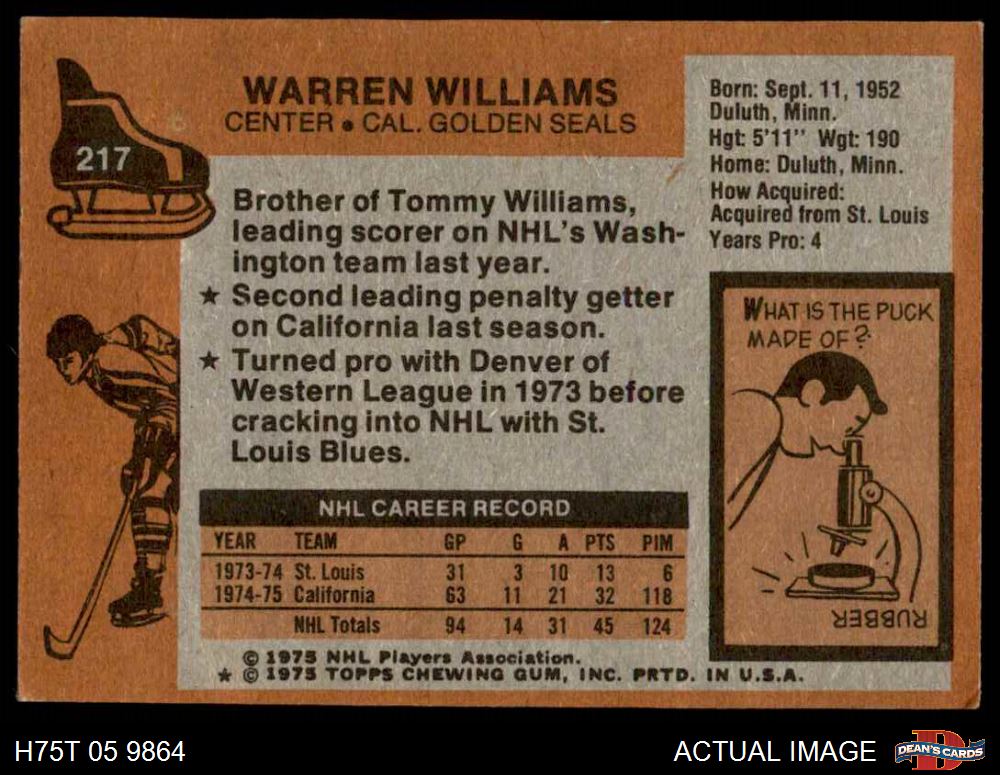 217
WARREN WILLIAMS
CENTER • CAL. GOLDEN SEALS
Born: Sept. 11, 1952
Duluth, Minn.
Hgt: 5'11" Wgt: 190
Home: Duluth, Minn.
How Acquired:
Acquired from St. Louis
Years Pro: 4
Brother of Tommy Williams,
leading scorer on NHL's Wash-
ington team last year.
★ Second leading penalty getter
on California last season.
★ Turned pro with Denver of
Western League in 1973 before
cracking into NHL with St.
Louis Blues.
WHAT IS THE PUCK
MADE OF?
RUBBER
NHL CAREER RECORD
YEAR TEAM GP G A PTS PIM
1973-74 St. Louis 31 3 10 13 6
1974-75 California 63 11 21 32 118
NHL Totals 94 14 31 45 124
© 1975 NHL Players Association.
★ © 1975 TOPPS CHEWING GUM, INC. PRTD. IN U.S.A.
H75T 05 9864
ACTUAL IMAGE
D
DEAN'S CARDS